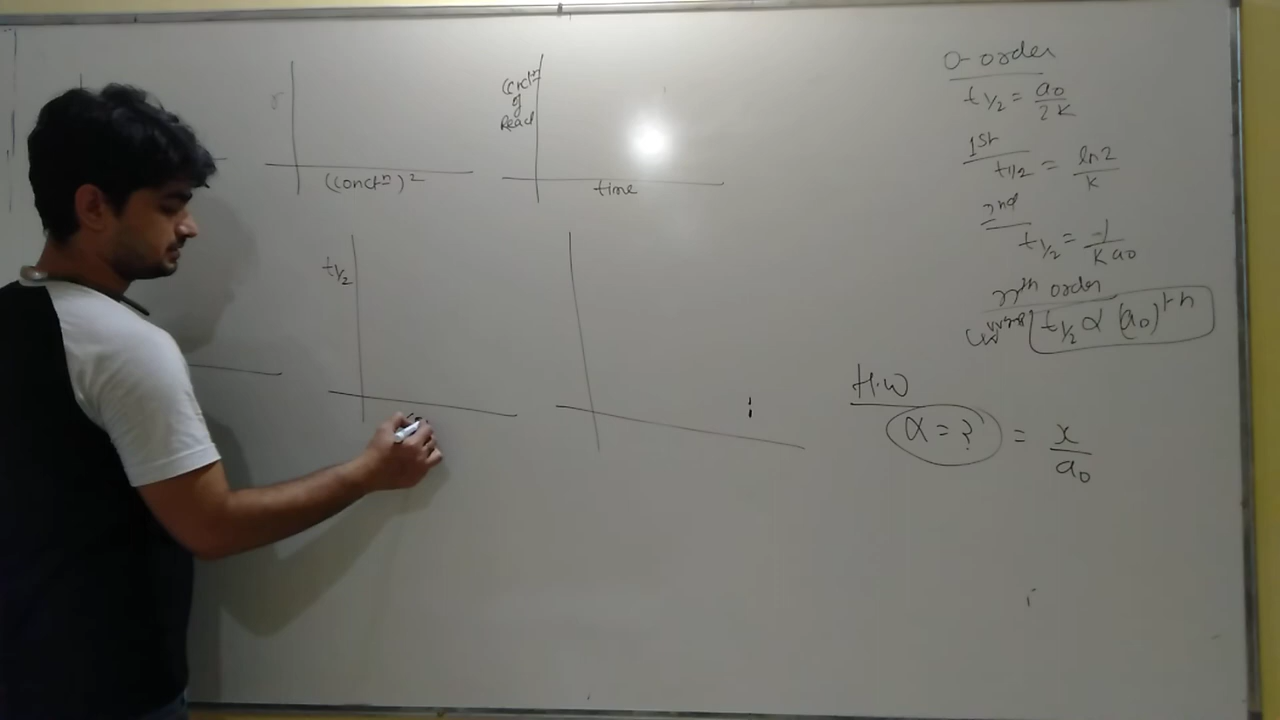 r
(Concⁿ)²
Concⁿ
of
React
time
t₁/₂
0-order
t₁/₂ = a₀/2K
1st
t₁/₂ = ln2/K
2nd
t₁/₂ = 1/K a₀
nth order
t₁/₂ α (a₀)^1-n
H.W
α = ? = x/a₀